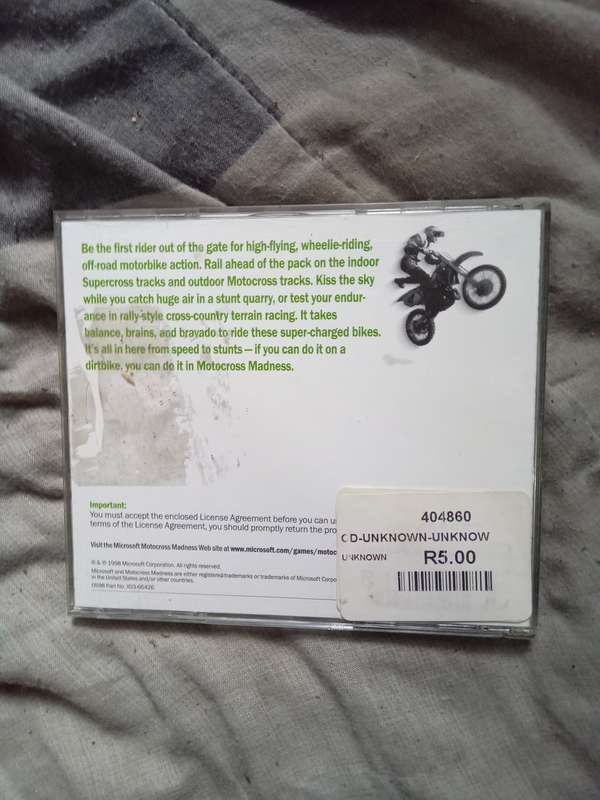 Be the first rider out of the gate for high-flying, wheelie-riding,
off-road motorbike action. Rail ahead of the pack on the indoor
Supercross tracks and outdoor Motocross tracks. Kiss the sky
while you catch huge air in a stunt quarry, or test your endur-
ance in rally-style cross-country terrain racing. It takes
balance, brains, and bravado to ride these super-charged bikes.
It's all in here from speed to stunts — if you can do it on a
dirtbike, you can do it in Motocross Madness.
Important:
You must accept the enclosed License Agreement before you can u
terms of the License Agreement, you should promptly return the pro
Visit the Microsoft Motocross Madness Web site at www.microsoft.com/games/motoc
© & ℗ 1998 Microsoft Corporation. All rights reserved.
Microsoft and Motocross Madness are either registered trademarks or trademarks of Microsoft Corpo
in the United States and/or other countries.
0698 Part No. X03-66426
404860
CD-UNKNOWN-UNKNOW
UNKNOWN R5.00